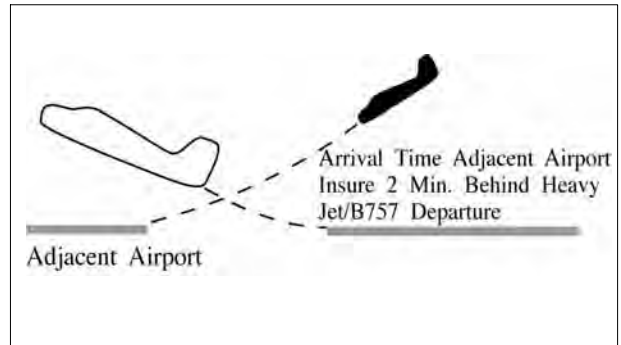 Arrival Time Adjacent Airport
Insure 2 Min. Behind Heavy
Jet/B757 Departure
Adjacent Airport